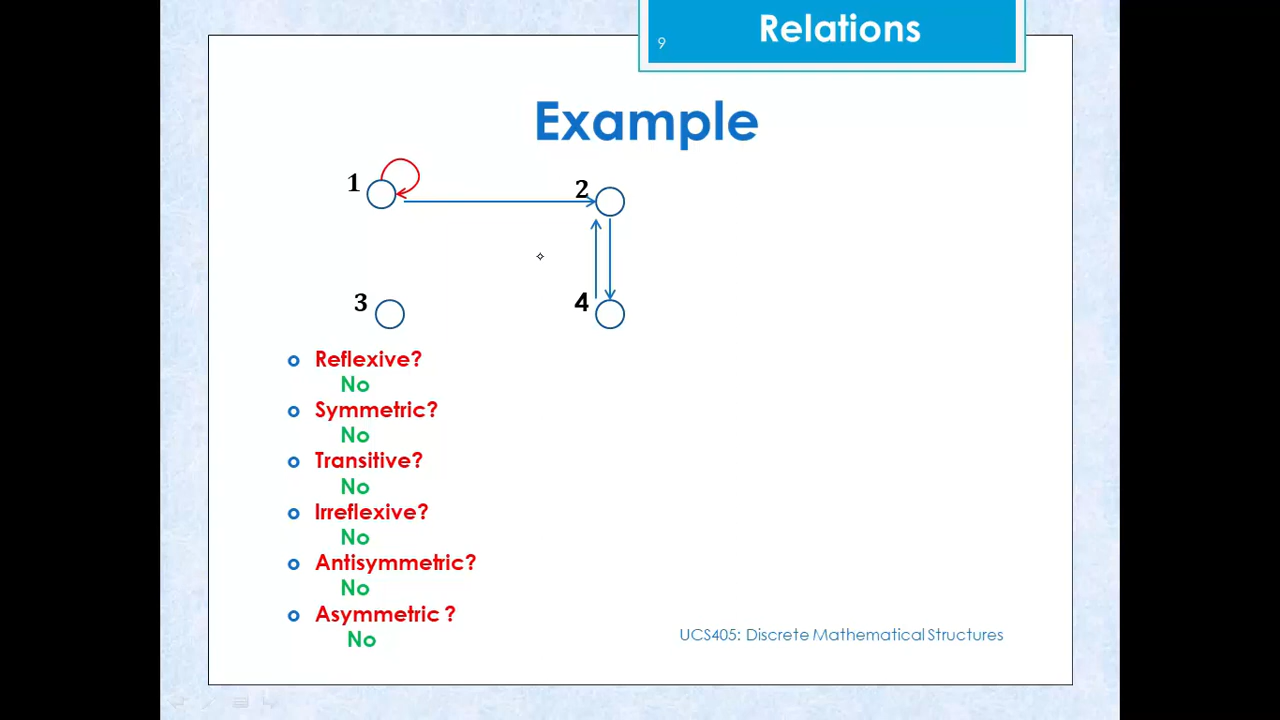 Relations
9
Example
1
2
3
4
Reflexive?
No
Symmetric?
No
Transitive?
No
Irreflexive?
No
Antisymmetric?
No
Asymmetric ?
No
UCS405: Discrete Mathematical Structures